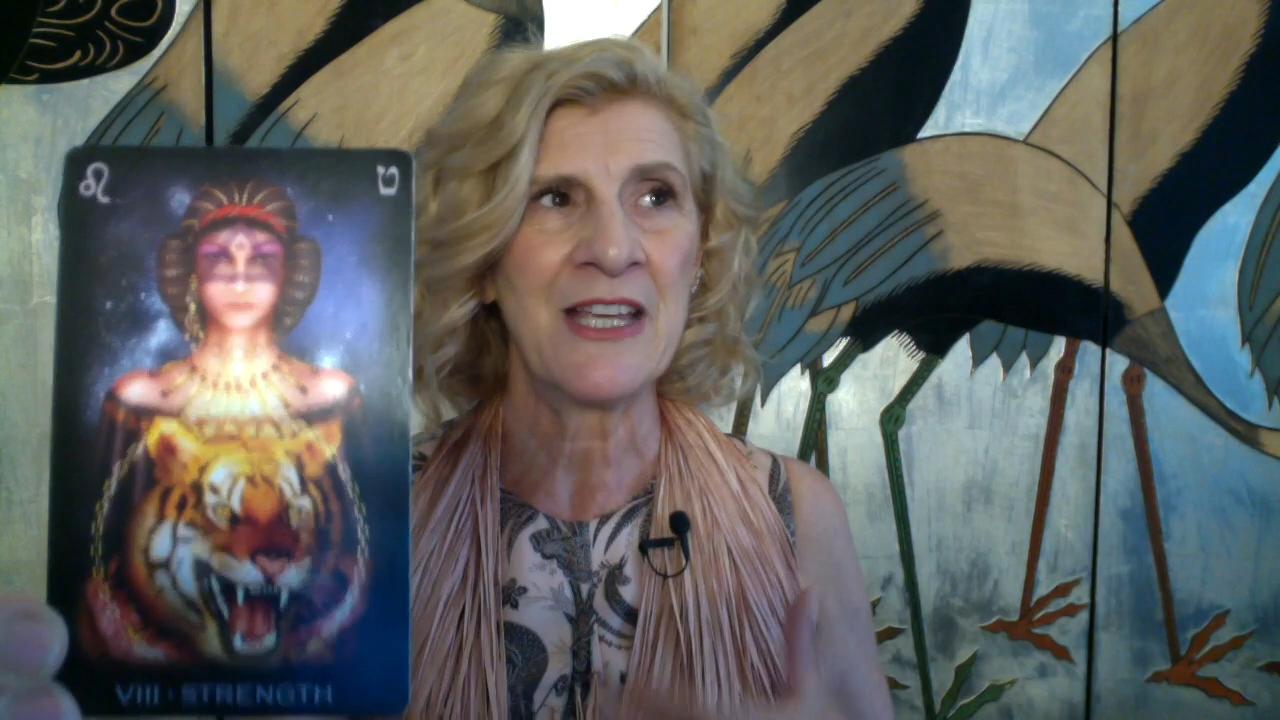 ♌ ט
VIII · STRENGTH